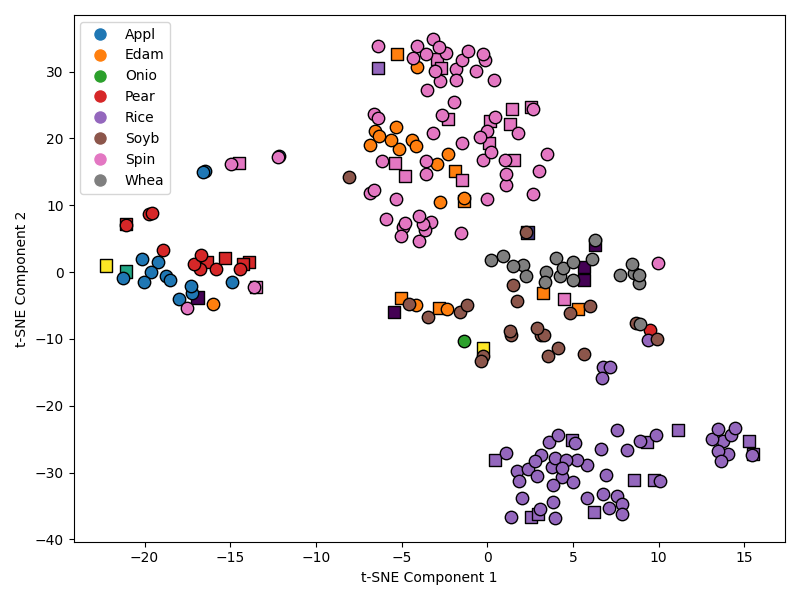 Appl
Edam
Onio
Pear
Rice
Soyb
Spin
Whea
30
20
10
0
−10
−20
−30
−40
t-SNE Component 2
−20 −15 −10 −5 0 5 10 15
t-SNE Component 1